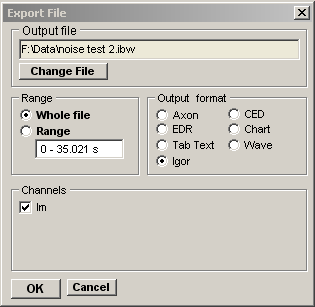 Export File
Output file
F:\Data\noise test 2.ibw
Change File
Range
Whole file
Range
0 - 35.021 s
Output format
Axon
CED
EDR
Chart
Tab Text
Wave
Igor
Channels
Im
OK
Cancel